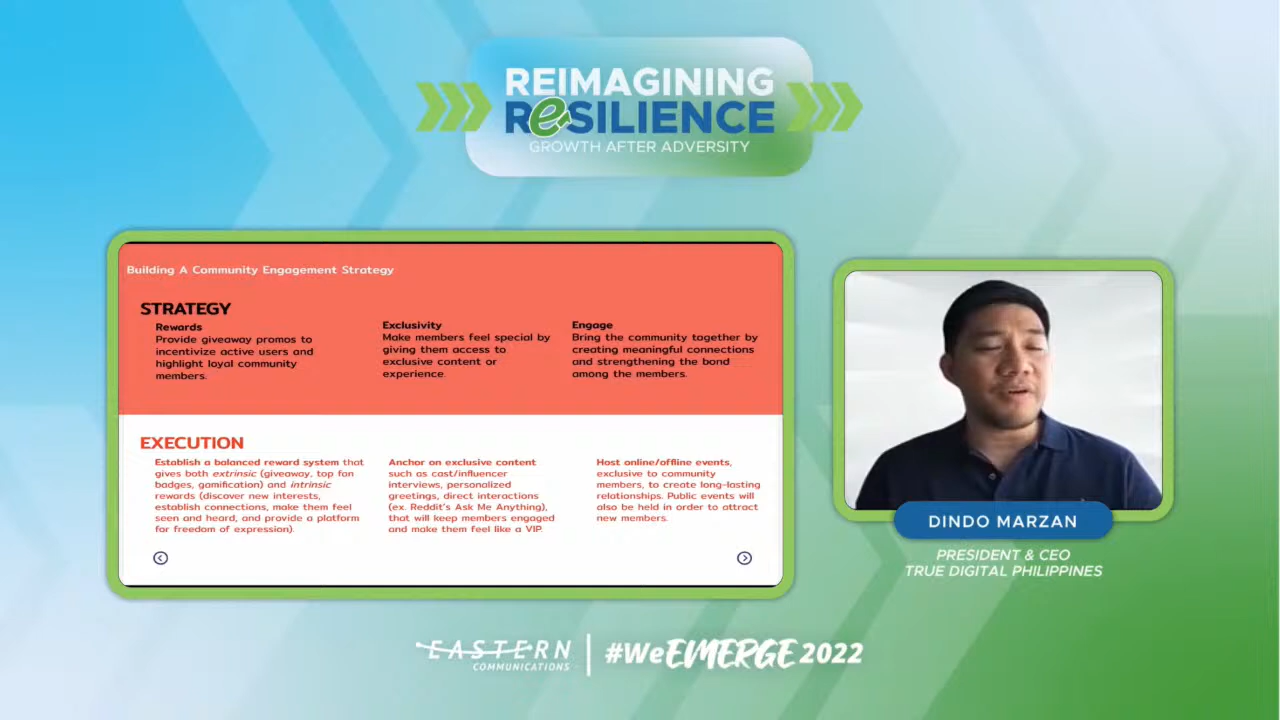 REIMAGINING
ReSILIENCE
GROWTH AFTER ADVERSITY
Building A Community Engagement Strategy
STRATEGY
Rewards
Provide giveaway promos to
incentivize active users and
highlight loyal community
members.
Exclusivity
Make members feel special by
giving them access to
exclusive content or
experience.
Engage
Bring the community together by
creating meaningful connections
and strengthening the bond
among the members.
EXECUTION
Establish a balanced reward system that
gives both extrinsic (giveaway, top fan
badges, gamification) and intrinsic
rewards (discover new interests,
establish connections, make them feel
seen and heard, and provide a platform
for freedom of expression).
Anchor on exclusive content
such as cast/influencer
interviews, personalized
greetings, direct interactions
(ex. Reddit's Ask Me Anything),
that will keep members engaged
and make them feel like a VIP.
Host online/offline events,
exclusive to community
members, to create long-lasting
relationships. Public events will
also be held in order to attract
new members.
DINDO MARZAN
PRESIDENT & CEO
TRUE DIGITAL PHILIPPINES
EASTERN
COMMUNICATIONS
#WeEMERGE2022